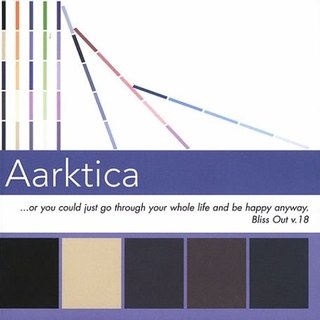 Aarktica
...or you could just go through your whole life and be happy anyway.
Bliss Out v.18